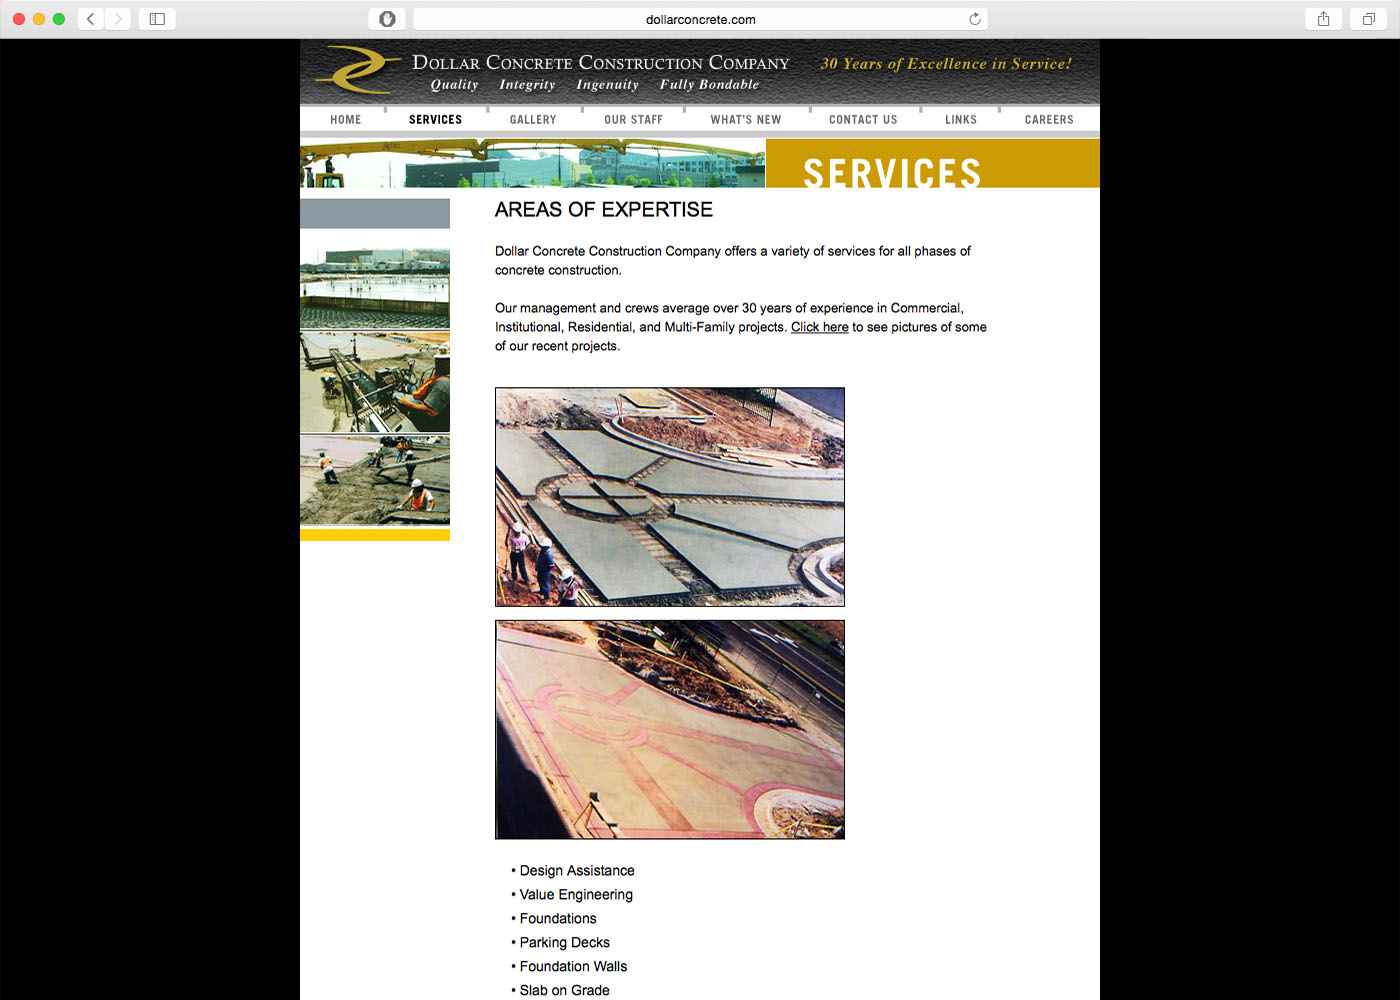 dollarconcrete.com
DOLLAR CONCRETE CONSTRUCTION COMPANY
30 Years of Excellence in Service!
Quality Integrity Ingenuity Fully Bondable
HOME SERVICES GALLERY OUR STAFF WHAT'S NEW CONTACT US LINKS CAREERS
SERVICES
AREAS OF EXPERTISE
Dollar Concrete Construction Company offers a variety of services for all phases of
concrete construction.
Our management and crews average over 30 years of experience in Commercial,
Institutional, Residential, and Multi-Family projects. Click here to see pictures of some
of our recent projects.
• Design Assistance
• Value Engineering
• Foundations
• Parking Decks
• Foundation Walls
• Slab on Grade